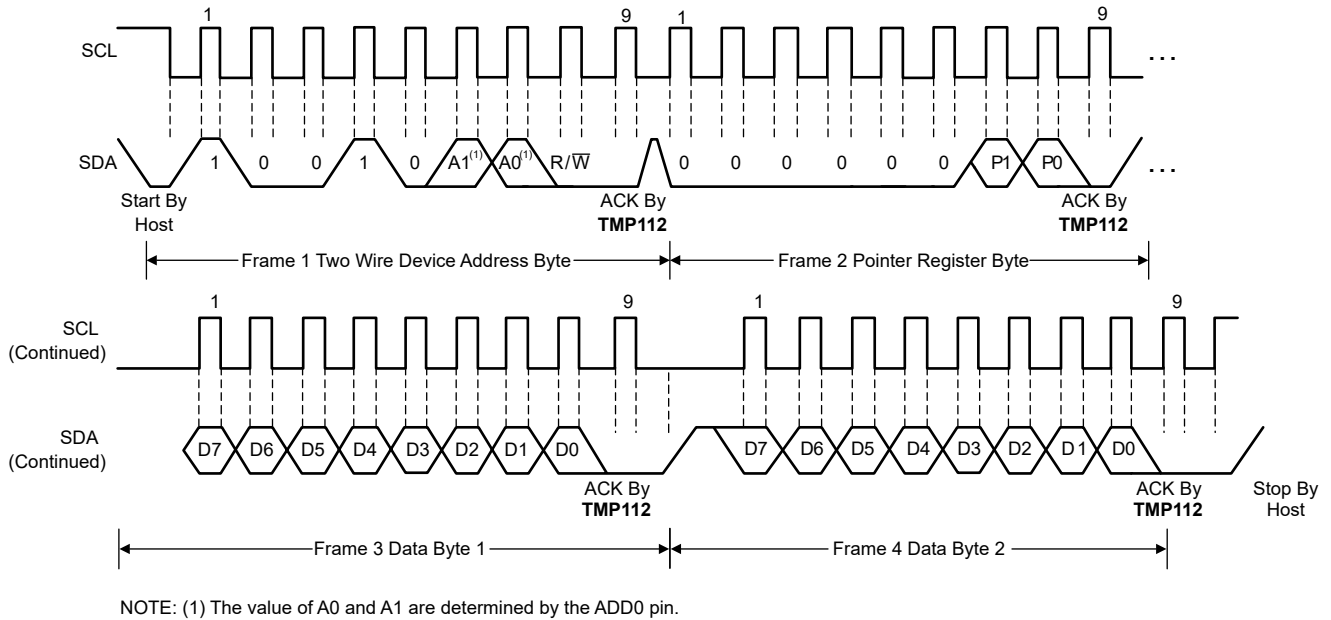 1 9 1 9
SCL ...
SDA 1 0 0 1 0 A1(1) A0(1) R/W̅ 0 0 0 0 0 0 P1 P0 ...
Start By Host
ACK By TMP112
ACK By TMP112
Frame 1 Two Wire Device Address Byte
Frame 2 Pointer Register Byte
1 9 1 9
SCL (Continued)
SDA (Continued)
D7 D6 D5 D4 D3 D2 D1 D0 D7 D6 D5 D4 D3 D2 D1 D0
ACK By TMP112
ACK By TMP112
Stop By Host
Frame 3 Data Byte 1
Frame 4 Data Byte 2
NOTE: (1) The value of A0 and A1 are determined by the ADD0 pin.